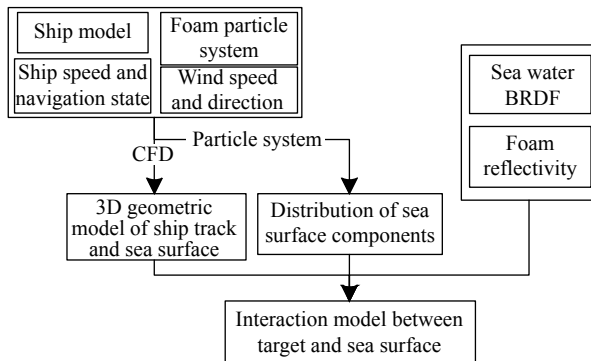 Ship model
Foam particle
system
Ship speed and
navigation state
Wind speed
and direction
Sea water
BRDF
Foam
reflectivity
CFD
Particle system
3D geometric
model of ship track
and sea surface
Distribution of sea
surface components
Interaction model between
target and sea surface